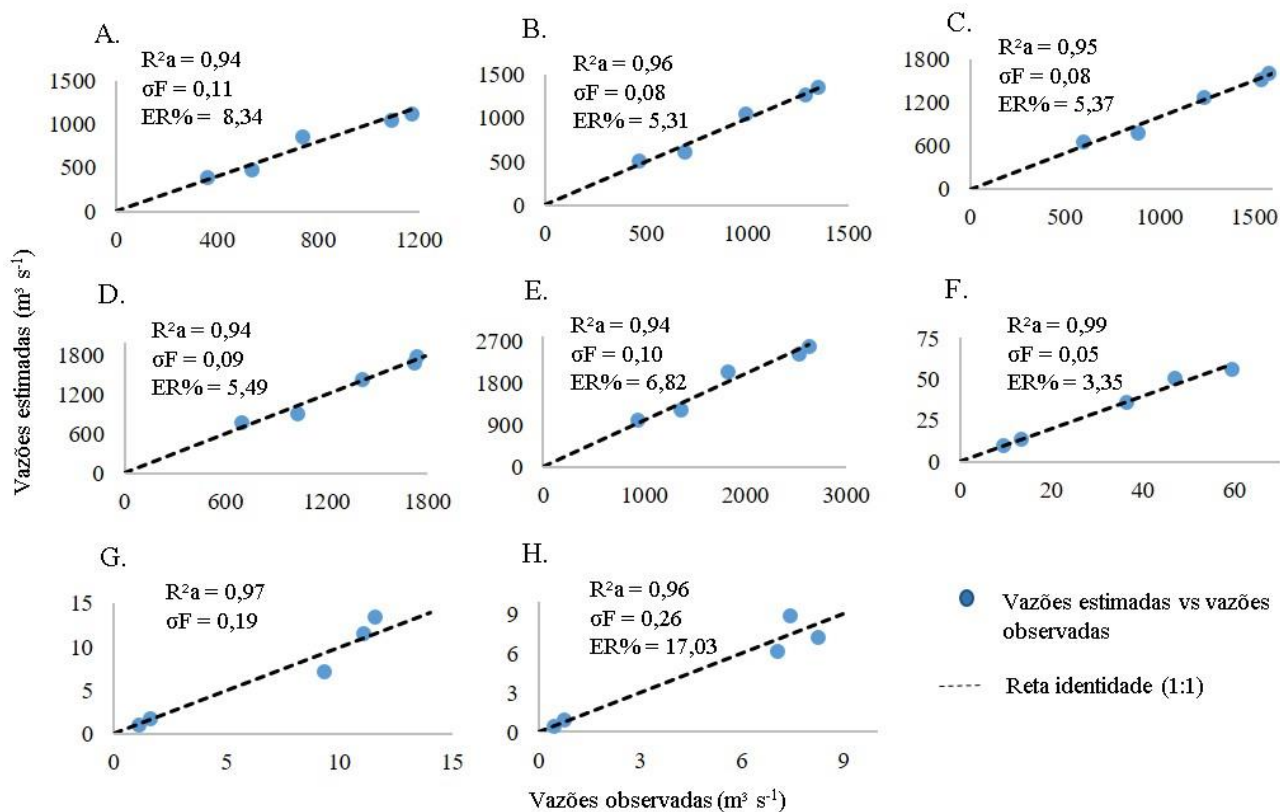 A.
R²a = 0,94
σF = 0,11
ER% = 8,34
1500
1000
500
0
0
400
800
1200
B.
R²a = 0,96
σF = 0,08
ER% = 5,31
1500
1000
500
0
0
500
1000
1500
C.
R²a = 0,95
σF = 0,08
ER% = 5,37
1800
1200
600
0
0
500
1000
1500
Vazões estimadas (m³ s⁻¹)
D.
R²a = 0,94
σF = 0,09
ER% = 5,49
1800
1200
600
0
0
600
1200
1800
E.
R²a = 0,94
σF = 0,10
ER% = 6,82
2700
1800
900
0
0
1000
2000
3000
F.
R²a = 0,99
σF = 0,05
ER% = 3,35
75
50
25
0
0
20
40
60
G.
R²a = 0,97
σF = 0,19
15
10
5
0
0
5
10
15
H.
R²a = 0,96
σF = 0,26
ER% = 17,03
9
6
3
0
0
3
6
9
Vazões estimadas vs vazões
observadas
Reta identidade (1:1)
Vazões observadas (m³ s⁻¹)